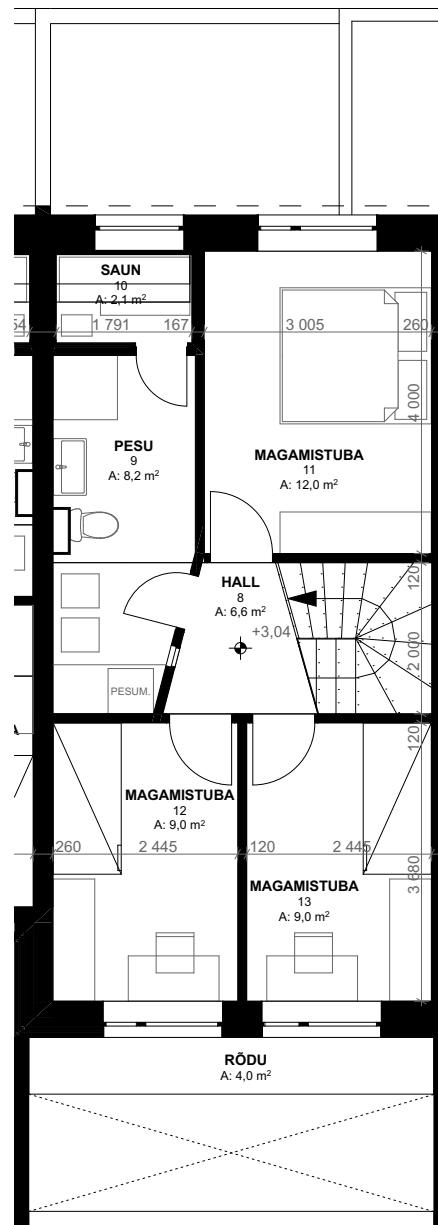 SAUN
10
A: 2,1 m²
54
1 791
167
3 005
260
4 000
PESU
9
A: 8,2 m²
MAGAMISTUBA
11
A: 12,0 m²
120
HALL
8
A: 6,6 m²
+3,04
2 000
PESUM.
120
MAGAMISTUBA
12
A: 9,0 m²
260
2 445
120
2 445
3 680
MAGAMISTUBA
13
A: 9,0 m²
RÕDU
A: 4,0 m²